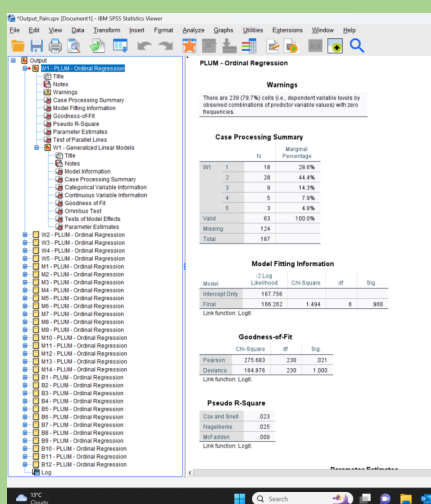 *Output_Pain.spv [Document1] - IBM SPSS Statistics Viewer
File Edit View Data Transform Insert Format Analyze Graphs Utilities Extensions Window Help
Output
W1 - PLUM - Ordinal Regression
Title
Notes
Warnings
Case Processing Summary
Model Fitting Information
Goodness-of-Fit
Pseudo R-Square
Parameter Estimates
Test of Parallel Lines
W1 - Generalized Linear Models
Title
Notes
Model Information
Case Processing Summary
Categorical Variable Information
Continuous Variable Information
Goodness of Fit
Omnibus Test
Tests of Model Effects
Parameter Estimates
W2 - PLUM - Ordinal Regression
W3 - PLUM - Ordinal Regression
W4 - PLUM - Ordinal Regression
W5 - PLUM - Ordinal Regression
M1 - PLUM - Ordinal Regression
M2 - PLUM - Ordinal Regression
M3 - PLUM - Ordinal Regression
M4 - PLUM - Ordinal Regression
M5 - PLUM - Ordinal Regression
M6 - PLUM - Ordinal Regression
M7 - PLUM - Ordinal Regression
M8 - PLUM - Ordinal Regression
M9 - PLUM - Ordinal Regression
M10 - PLUM - Ordinal Regression
M11 - PLUM - Ordinal Regression
M12 - PLUM - Ordinal Regression
M13 - PLUM - Ordinal Regression
M14 - PLUM - Ordinal Regression
B1 - PLUM - Ordinal Regression
B2 - PLUM - Ordinal Regression
B3 - PLUM - Ordinal Regression
B4 - PLUM - Ordinal Regression
B5 - PLUM - Ordinal Regression
B6 - PLUM - Ordinal Regression
B7 - PLUM - Ordinal Regression
B8 - PLUM - Ordinal Regression
B9 - PLUM - Ordinal Regression
B10 - PLUM - Ordinal Regression
B11 - PLUM - Ordinal Regression
B12 - PLUM - Ordinal Regression
Log
PLUM - Ordinal Regression
Warnings
There are 239 (79.7%) cells (i.e., dependent variable levels by
observed combinations of predictor variable values) with zero
frequencies.
Case Processing Summary
N Marginal Percentage
W1 1 18 28.6%
2 28 44.4%
3 9 14.3%
4 5 7.9%
5 3 4.8%
Valid 63 100.0%
Missing 124
Total 187
Model Fitting Information
Model -2 Log Likelihood Chi-Square df Sig.
Intercept Only 167.756
Final 166.262 1.494 6 .960
Link function: Logit.
Goodness-of-Fit
Chi-Square df Sig.
Pearson 275.683 230 .021
Deviance 164.876 230 1.000
Link function: Logit.
Pseudo R-Square
Cox and Snell .023
Nagelkerke .025
McFadden .009
Link function: Logit.
Parameter Estimates
13°C
Cloudy
Search